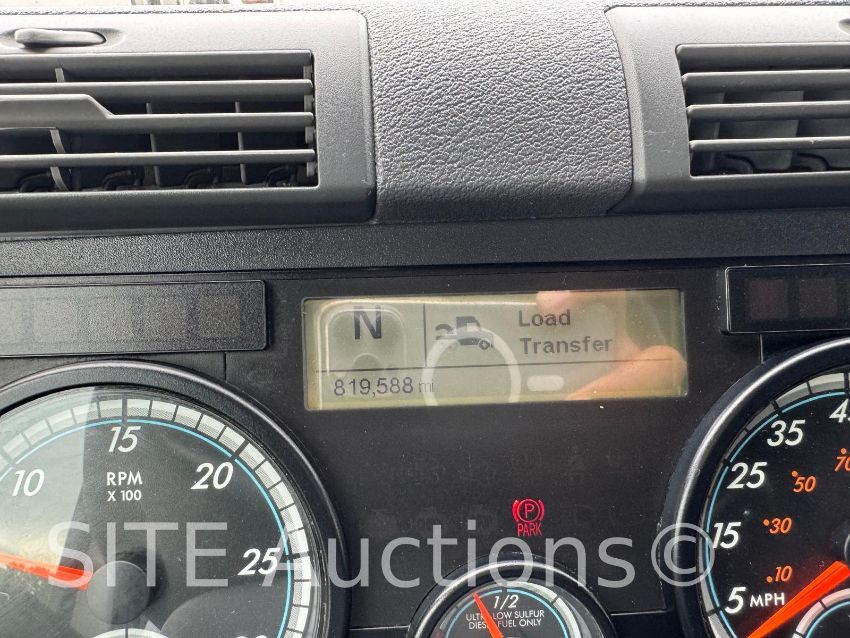 N
Load
Transfer
819,588 mi
10
15
20
25
RPM
X 100
P
PARK
1/2
ULTRA LOW SULFUR
DIESEL FUEL ONLY
35
25
15
5 MPH
50
30
10
70
SITE Auctions©